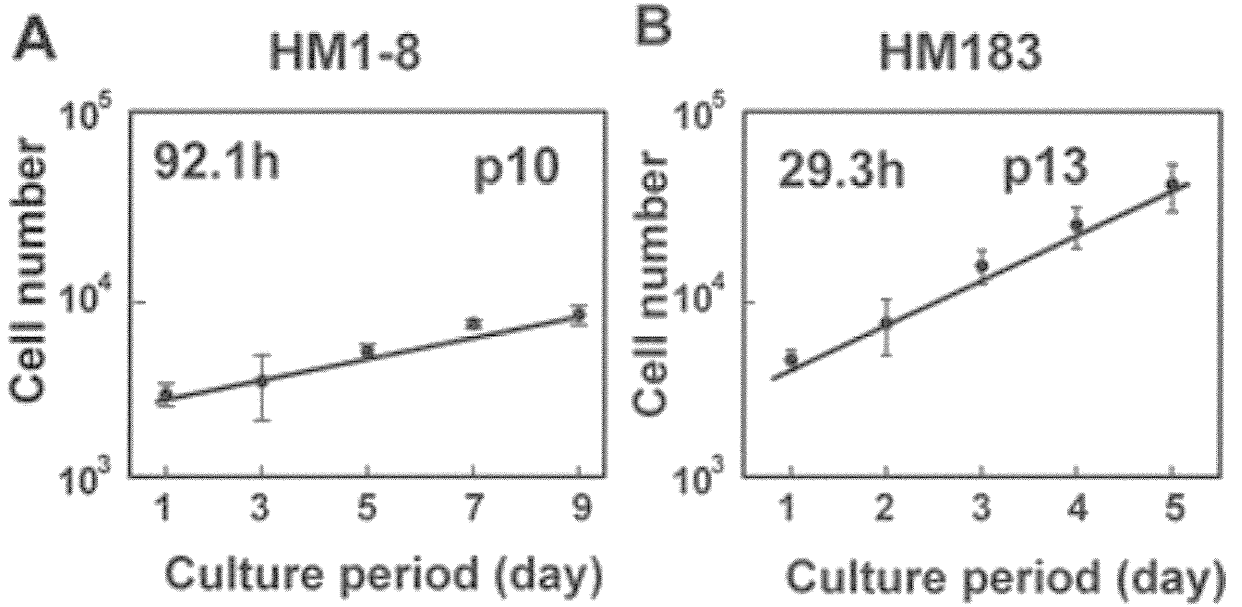 A
HM1-8
Cell number
10⁵
10⁴
10³
92.1h p10
1 3 5 7 9
Culture period (day)
B
HM183
Cell number
10⁵
10⁴
10³
29.3h p13
1 2 3 4 5
Culture period (day)